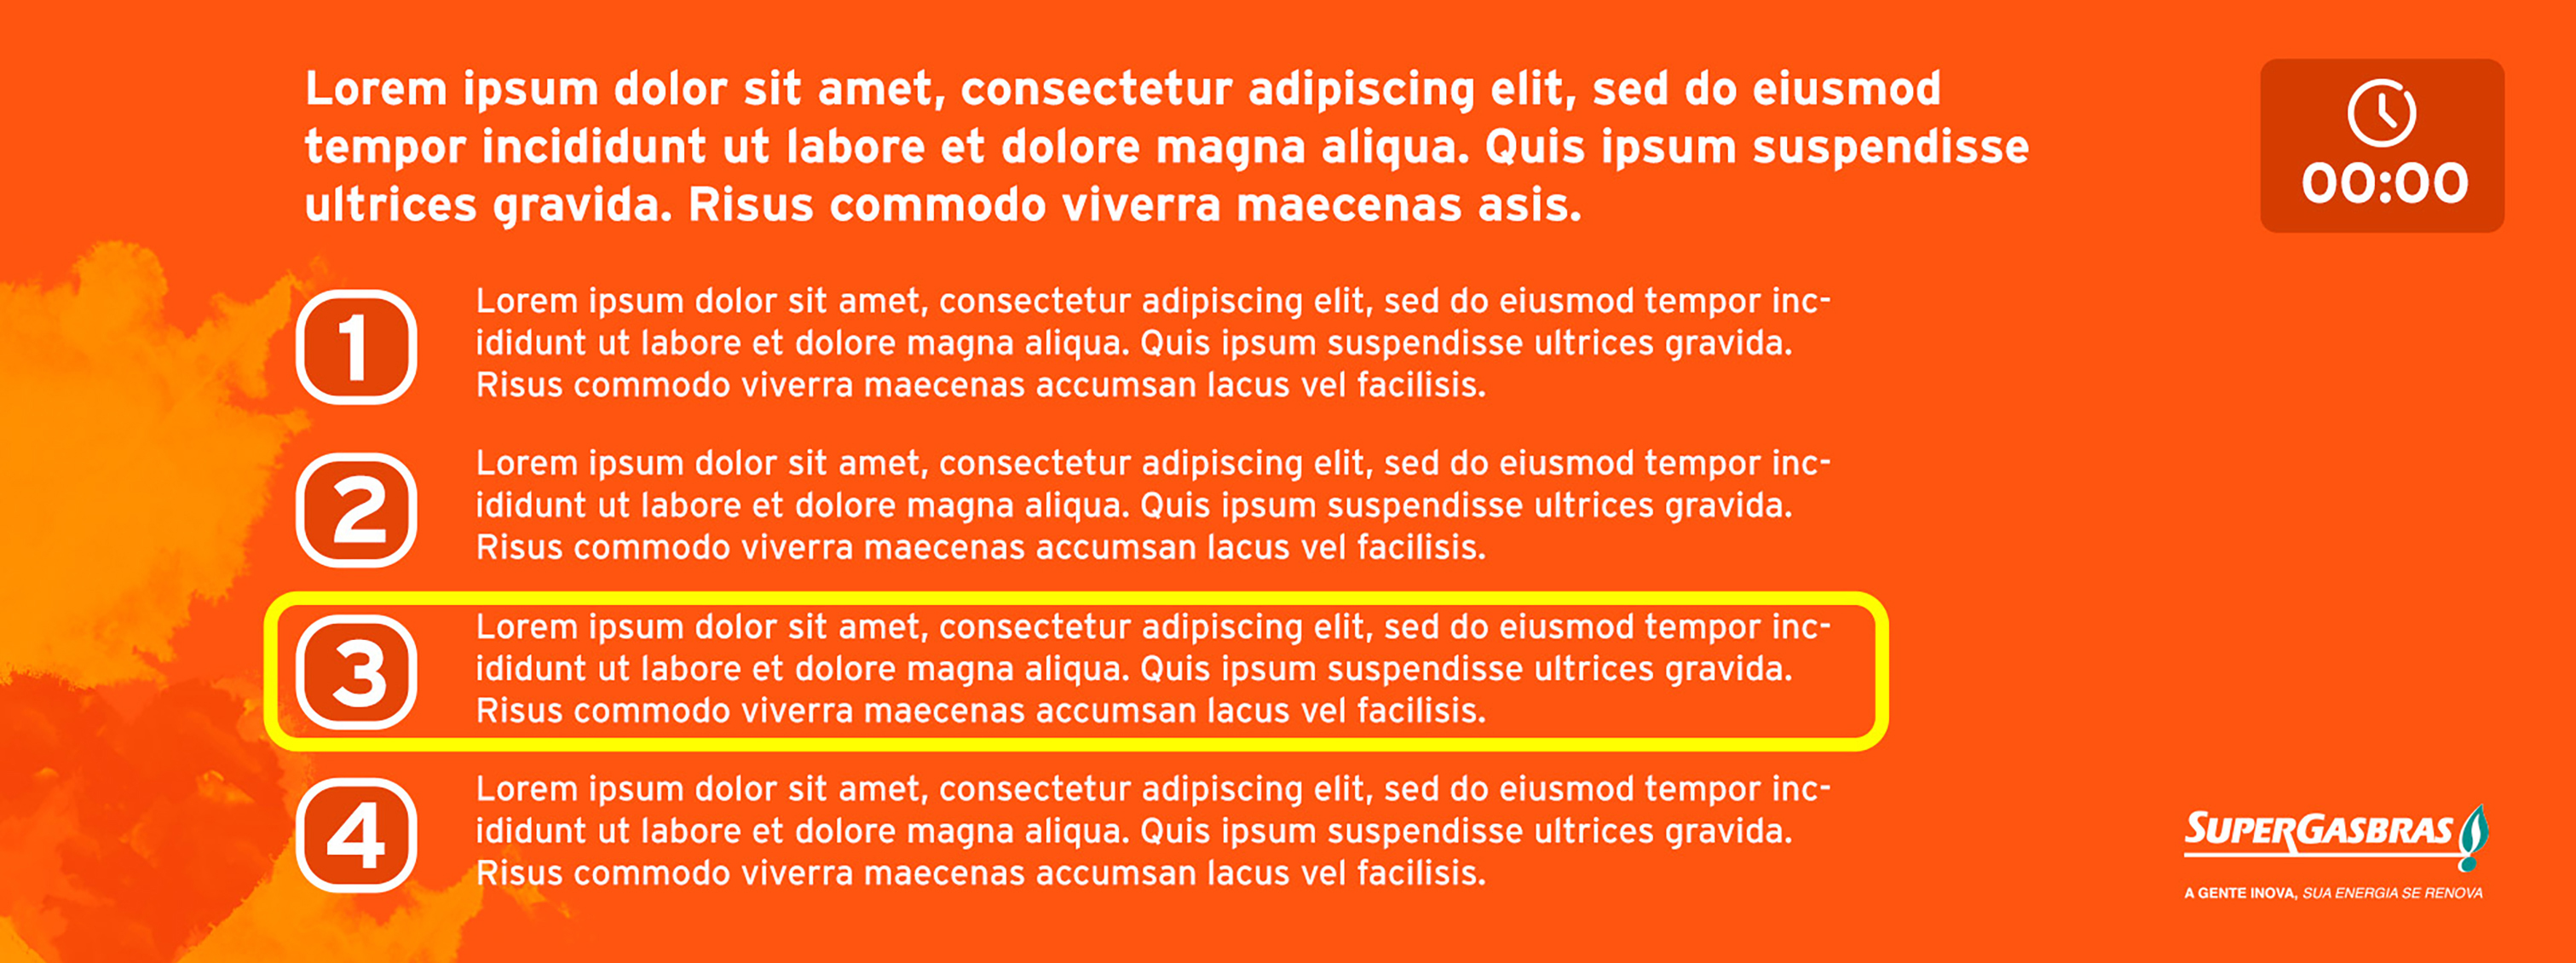 Lorem ipsum dolor sit amet, consectetur adipiscing elit, sed do eiusmod
tempor incididunt ut labore et dolore magna aliqua. Quis ipsum suspendisse
ultrices gravida. Risus commodo viverra maecenas asis.
00:00
1
Lorem ipsum dolor sit amet, consectetur adipiscing elit, sed do eiusmod tempor inc-
ididunt ut labore et dolore magna aliqua. Quis ipsum suspendisse ultrices gravida.
Risus commodo viverra maecenas accumsan lacus vel facilisis.
2
Lorem ipsum dolor sit amet, consectetur adipiscing elit, sed do eiusmod tempor inc-
ididunt ut labore et dolore magna aliqua. Quis ipsum suspendisse ultrices gravida.
Risus commodo viverra maecenas accumsan lacus vel facilisis.
3
Lorem ipsum dolor sit amet, consectetur adipiscing elit, sed do eiusmod tempor inc-
ididunt ut labore et dolore magna aliqua. Quis ipsum suspendisse ultrices gravida.
Risus commodo viverra maecenas accumsan lacus vel facilisis.
4
Lorem ipsum dolor sit amet, consectetur adipiscing elit, sed do eiusmod tempor inc-
ididunt ut labore et dolore magna aliqua. Quis ipsum suspendisse ultrices gravida.
Risus commodo viverra maecenas accumsan lacus vel facilisis.
SUPERGASBRAS
A GENTE INOVA, SUA ENERGIA SE RENOVA